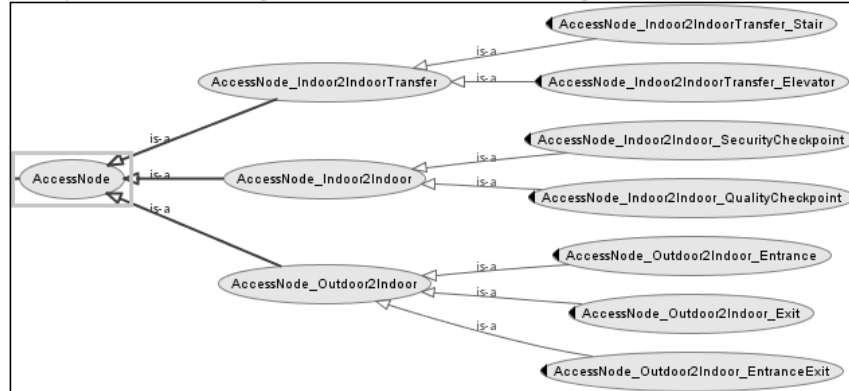 AccessNode_Indoor2IndoorTransfer_Stair
is-a
AccessNode_Indoor2IndoorTransfer
is-a
AccessNode_Indoor2IndoorTransfer_Elevator
is-a
AccessNode_Indoor2Indoor_SecurityCheckpoint
is-a
AccessNode
is-a
AccessNode_Indoor2Indoor
is-a
AccessNode_Indoor2Indoor_QualityCheckpoint
is-a
AccessNode_Outdoor2Indoor_Entrance
is-a
AccessNode_Outdoor2Indoor
is-a
AccessNode_Outdoor2Indoor_Exit
is-a
AccessNode_Outdoor2Indoor_EntranceExit